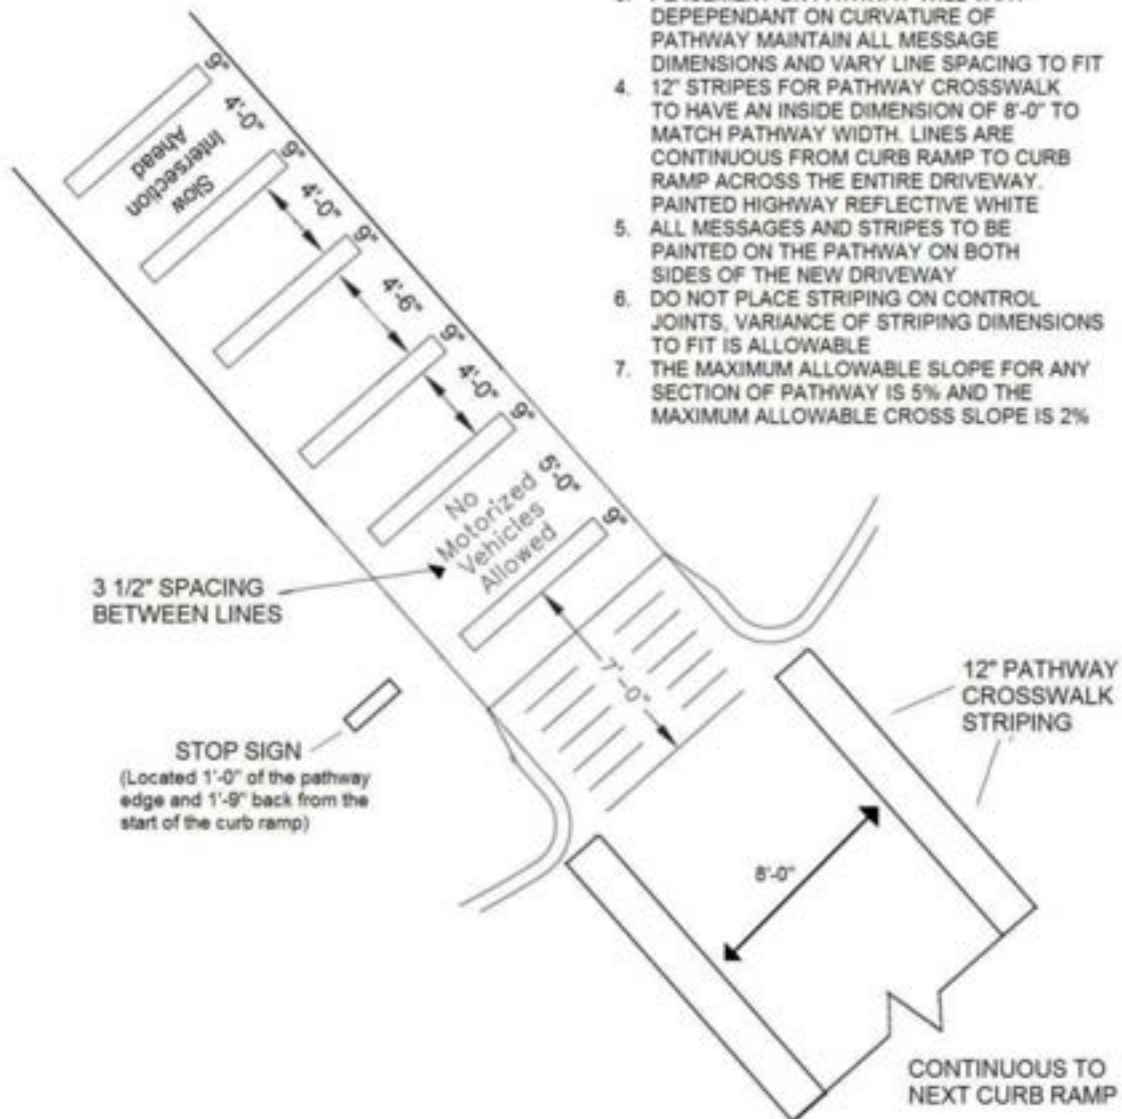 DEPEPENDANT ON CURVATURE OF
PATHWAY MAINTAIN ALL MESSAGE
DIMENSIONS AND VARY LINE SPACING TO FIT
4. 12" STRIPES FOR PATHWAY CROSSWALK
TO HAVE AN INSIDE DIMENSION OF 8'-0" TO
MATCH PATHWAY WIDTH. LINES ARE
CONTINUOUS FROM CURB RAMP TO CURB
RAMP ACROSS THE ENTIRE DRIVEWAY.
PAINTED HIGHWAY REFLECTIVE WHITE
5. ALL MESSAGES AND STRIPES TO BE
PAINTED ON THE PATHWAY ON BOTH
SIDES OF THE NEW DRIVEWAY
6. DO NOT PLACE STRIPING ON CONTROL
JOINTS, VARIANCE OF STRIPING DIMENSIONS
TO FIT IS ALLOWABLE
7. THE MAXIMUM ALLOWABLE SLOPE FOR ANY
SECTION OF PATHWAY IS 5% AND THE
MAXIMUM ALLOWABLE CROSS SLOPE IS 2%
9"
4'-0"
Slow
Intersection
Ahead
9"
4'-0"
9"
4'-6"
9"
4'-0"
9"
5'-0"
No
Motorized
Vehicles
Allowed
9"
3 1/2" SPACING
BETWEEN LINES
7'-0"
STOP SIGN
(Located 1'-0" of the pathway
edge and 1'-9" back from the
start of the curb ramp)
12" PATHWAY
CROSSWALK
STRIPING
8'-0"
CONTINUOUS TO
NEXT CURB RAMP